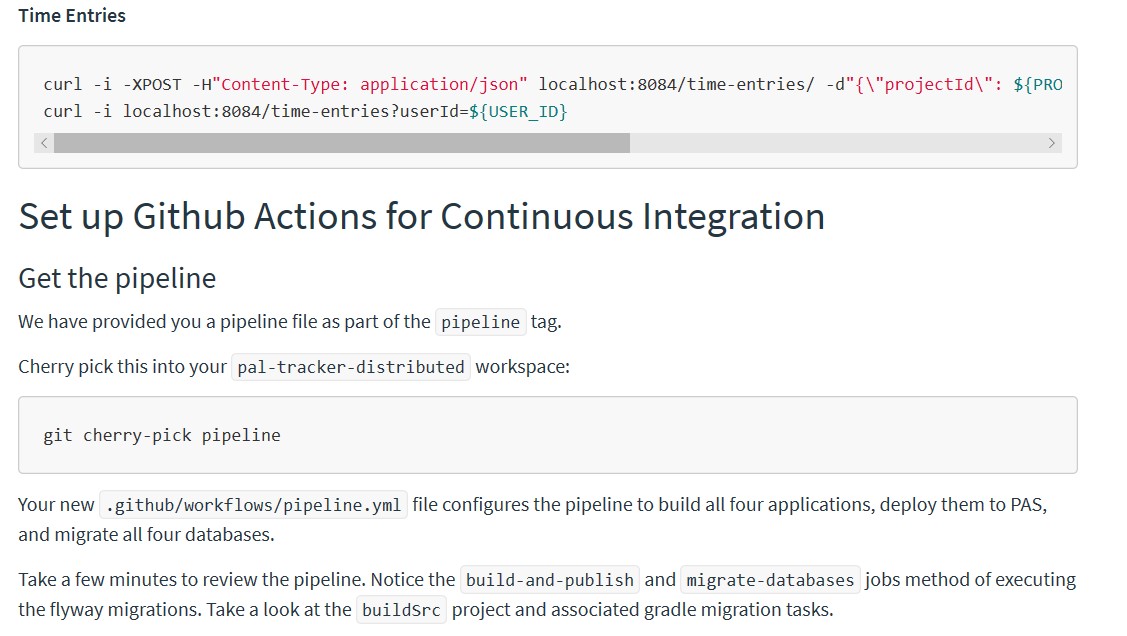 Time Entries
curl -i -XPOST -H"Content-Type: application/json" localhost:8084/time-entries/ -d"{\"projectId\": ${PRO
curl -i localhost:8084/time-entries?userId=${USER_ID}
Set up Github Actions for Continuous Integration
Get the pipeline
We have provided you a pipeline file as part of the pipeline tag.
Cherry pick this into your pal-tracker-distributed workspace:
git cherry-pick pipeline
Your new .github/workflows/pipeline.yml file configures the pipeline to build all four applications, deploy them to PAS,
and migrate all four databases.
Take a few minutes to review the pipeline. Notice the build-and-publish and migrate-databases jobs method of executing
the flyway migrations. Take a look at the buildSrc project and associated gradle migration tasks.